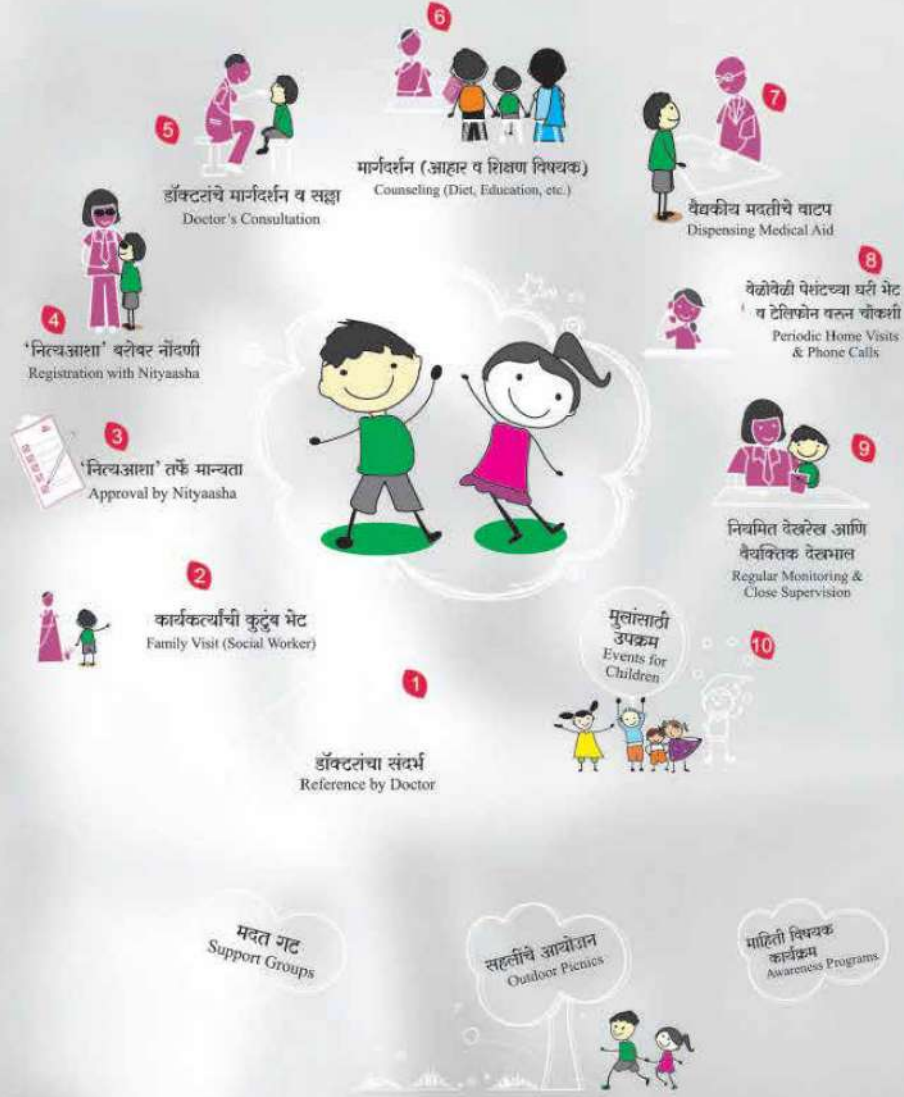 6
5
7
मार्गदर्शन (आहार व शिक्षण विषयक)
Counseling (Diet, Education, etc.)
डॉक्टरांचे मार्गदर्शन व सल्ला
Doctor's Consultation
वैद्यकीय मदतीचे वाटप
Dispensing Medical Aid
8
वेळोवेळी पेशंटच्या घरी भेट
व टेलिफोन वरून चौकशी
Periodic Home Visits
& Phone Calls
4
'नित्यआशा' बरोबर नोंदणी
Registration with Nityaasha
3
'नित्यआशा' तर्फे मान्यता
Approval by Nityaasha
9
नियमित देखरेख आणि
वैयक्तिक देखभाल
Regular Monitoring &
Close Supervision
2
कार्यकर्त्यांची कुटुंब भेट
Family Visit (Social Worker)
10
मुलांसाठी
उपक्रम
Events for
Children
1
डॉक्टरांचा संदर्भ
Reference by Doctor
मदत गट
Support Groups
सहलींचे आयोजन
Outdoor Picnics
माहिती विषयक
कार्यक्रम
Awareness Programs